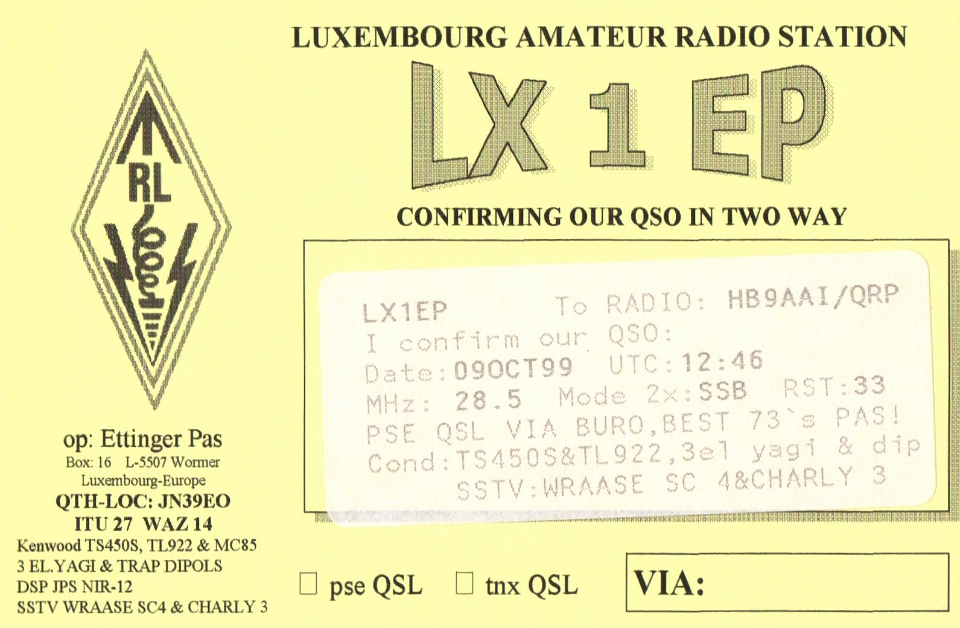 LUXEMBOURG AMATEUR RADIO STATION
LX 1 EP
CONFIRMING OUR QSO IN TWO WAY
RL
op: Ettinger Pas
Box: 16 L-5507 Wormer
Luxembourg-Europe
QTH-LOC: JN39EO
ITU 27 WAZ 14
Kenwood TS450S, TL922 & MC85
3 EL.YAGI & TRAP DIPOLS
DSP JPS NIR-12
SSTV WRAASE SC4 & CHARLY 3
LX1EP To RADIO: HB9AAI/QRP
I confirm our QSO:
Date:09OCT99 UTC:12:46
MHz: 28.5 Mode 2x:SSB RST:33
PSE QSL VIA BURO,BEST 73`s PAS!
Cond:TS450S&TL922,3el yagi & dip
SSTV:WRAASE SC 4&CHARLY 3
pse QSL tnx QSL
VIA: